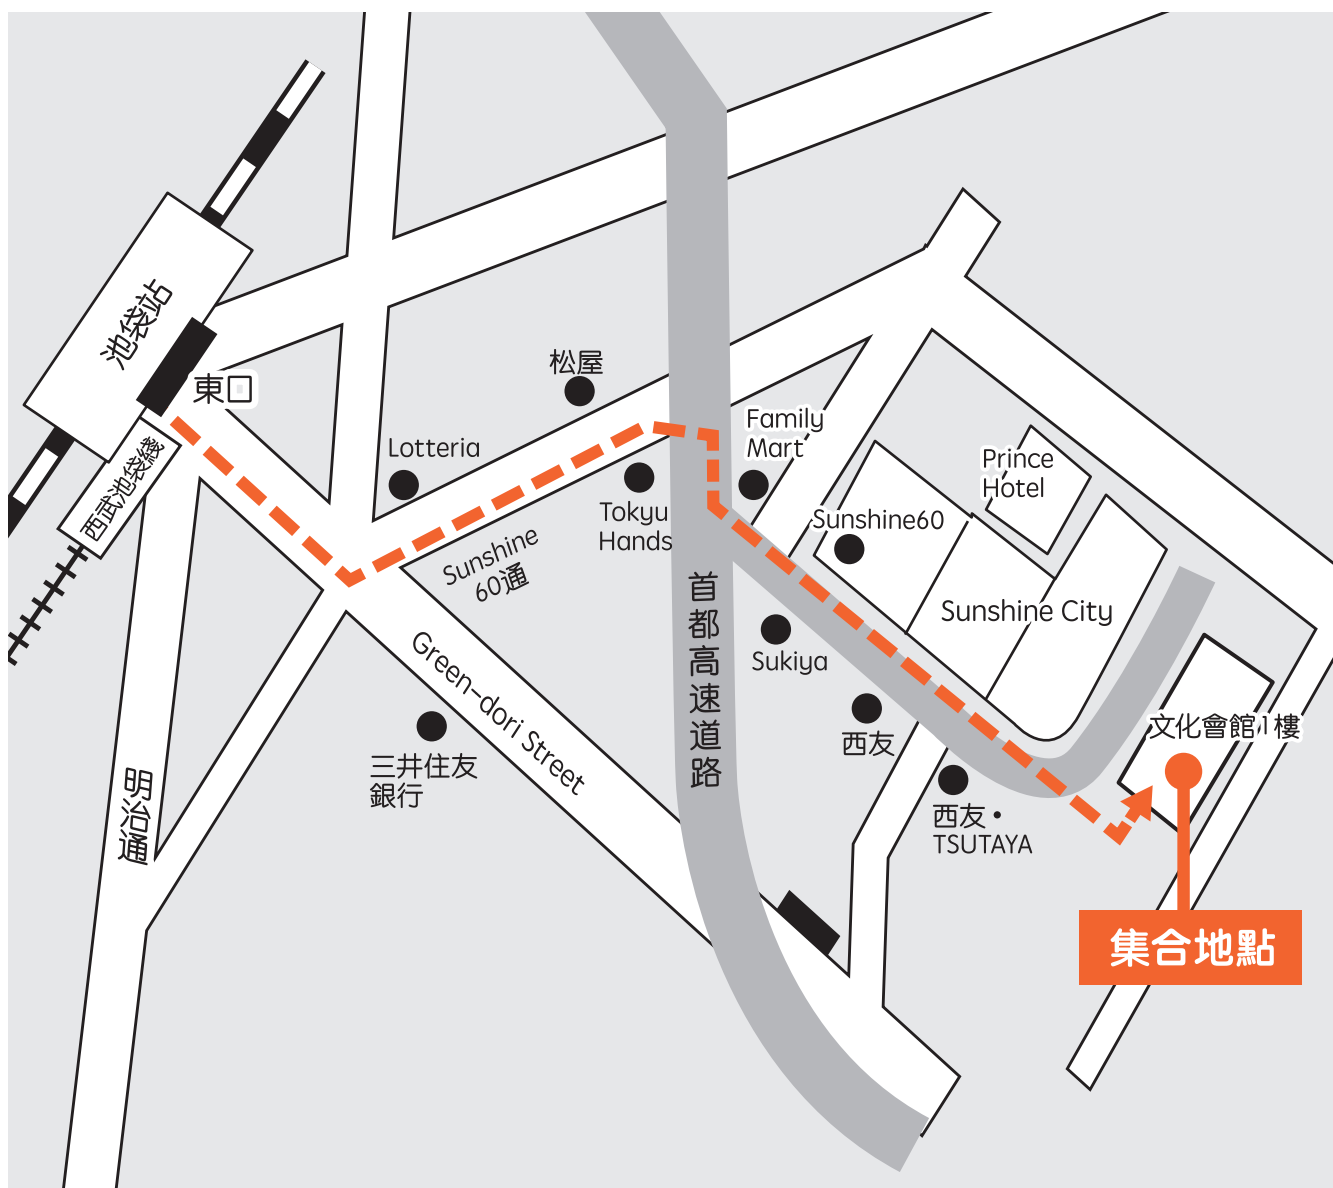 池袋站
東口
西武池袋綫
松屋
Lotteria
Family
Mart
Tokyu
Hands
Sunshine
60通
Prince
Hotel
Sunshine60
Sunshine City
首都高速道路
Sukiya
Green-dori Street
西友
文化會館1樓
三井住友
銀行
明治通
西友・
TSUTAYA
集合地點